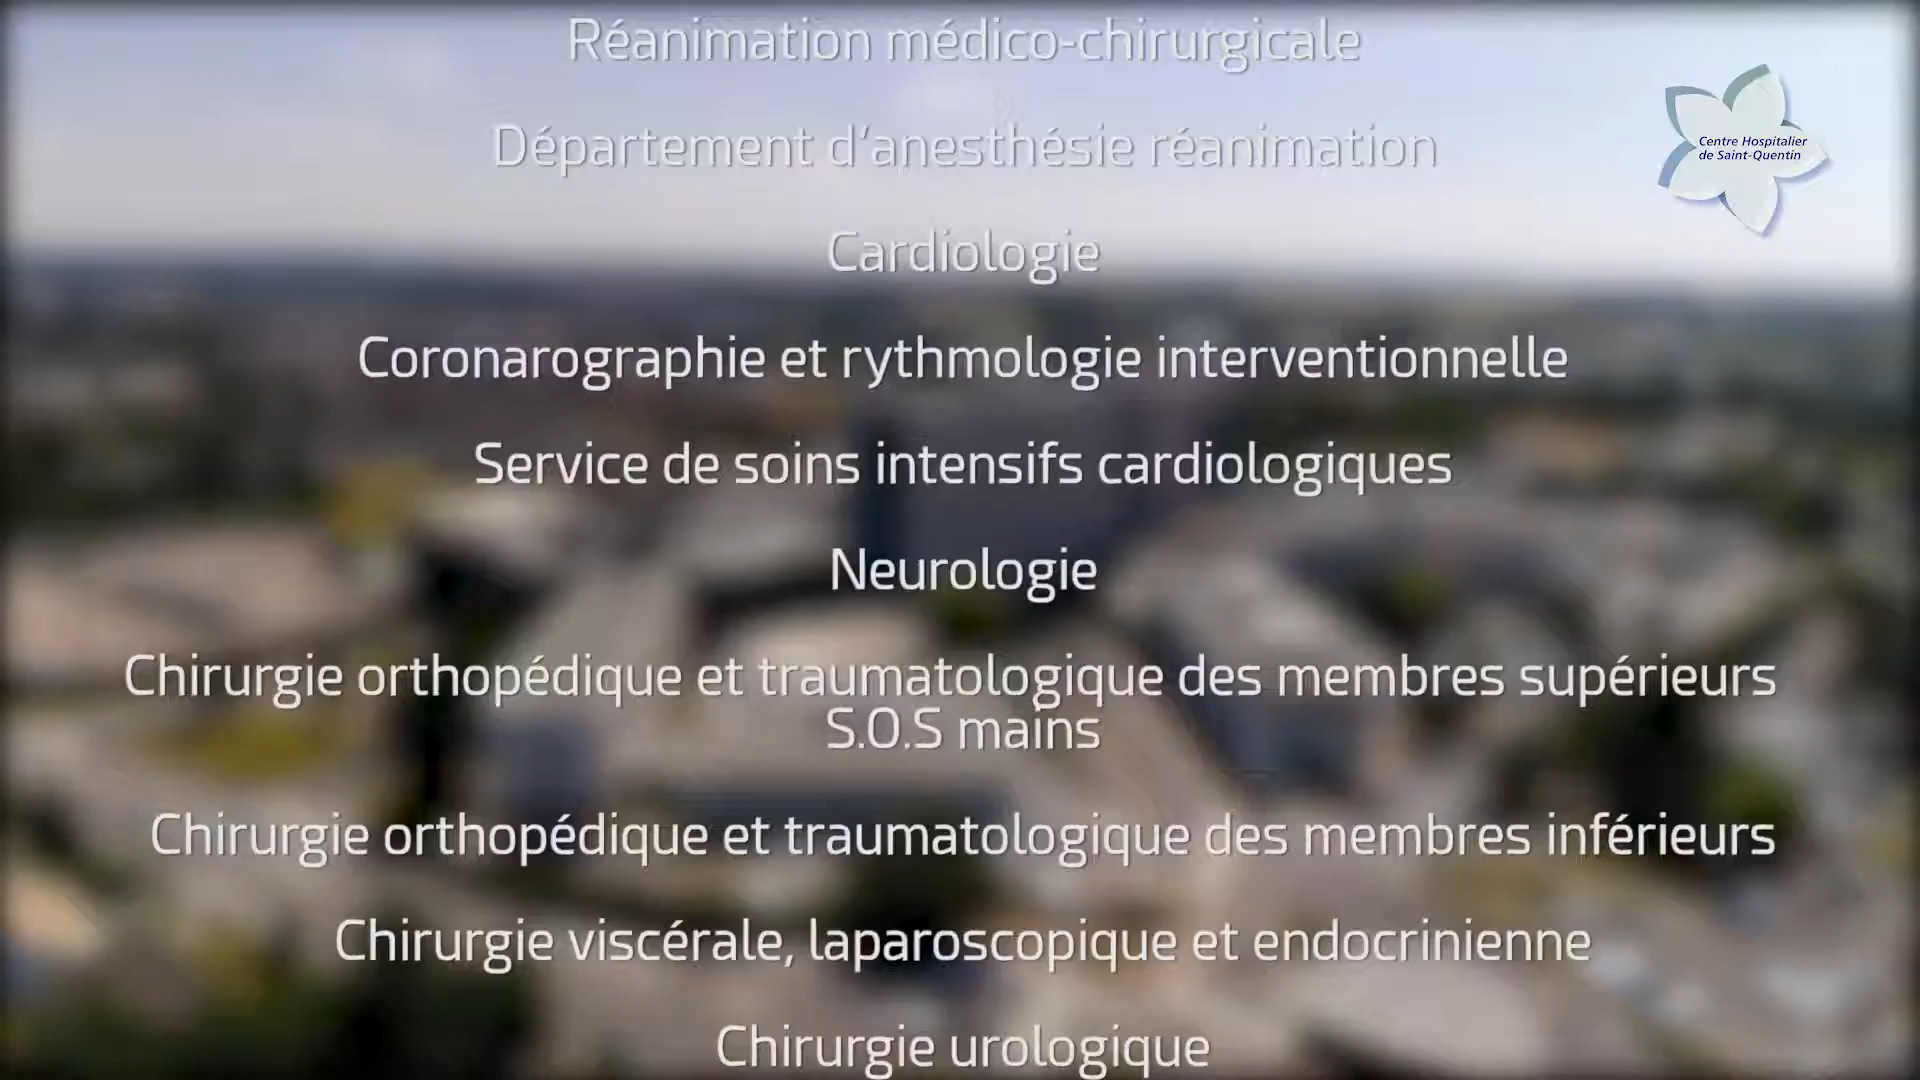 Réanimation médico-chirurgicale
Département d'anesthésie réanimation
Centre Hospitalier
de Saint-Quentin
Cardiologie
Coronarographie et rythmologie interventionnelle
Service de soins intensifs cardiologiques
Neurologie
Chirurgie orthopédique et traumatologique des membres supérieurs
S.O.S mains
Chirurgie orthopédique et traumatologique des membres inférieurs
Chirurgie viscérale, laparoscopique et endocrinienne
Chirurgie urologique